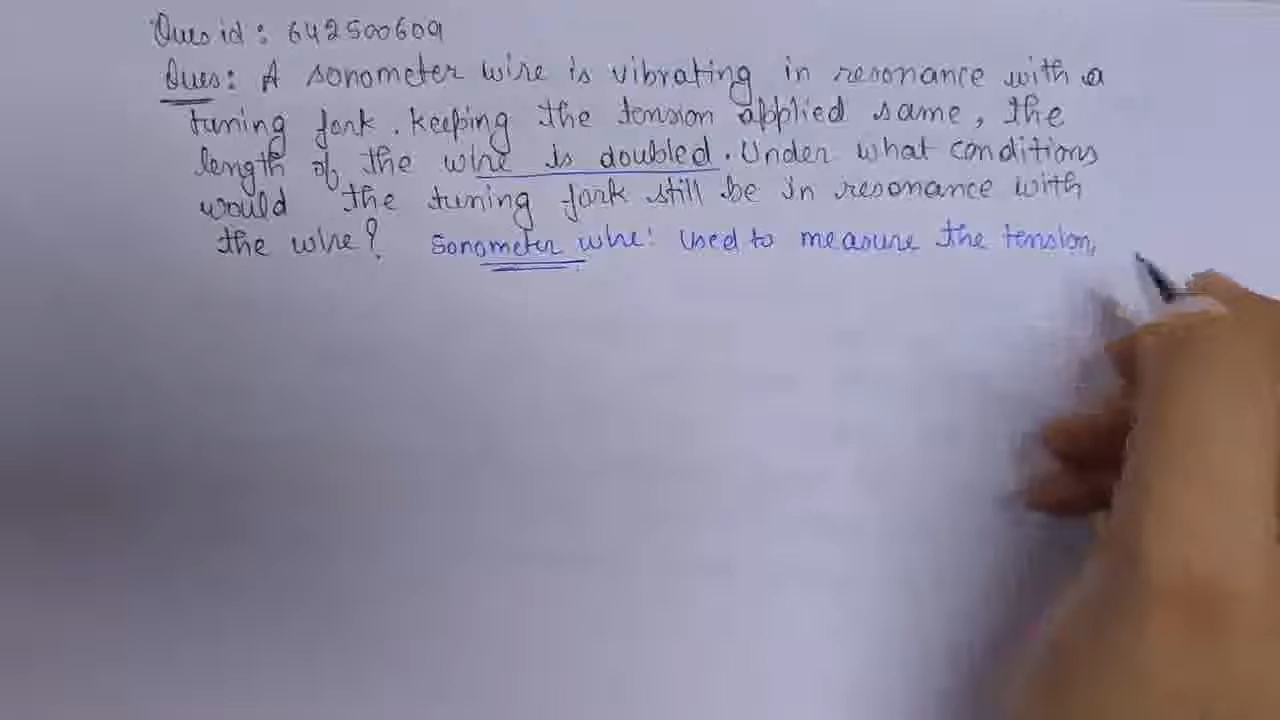 Ques id : 642500609
Ques: A sonometer wire is vibrating in resonance with a
tuning fork. Keeping the tension applied same, the
length of the wire is doubled. Under what conditions
would the tuning fork still be in resonance with
the wire? Sonometer wire: Used to measure the tension,